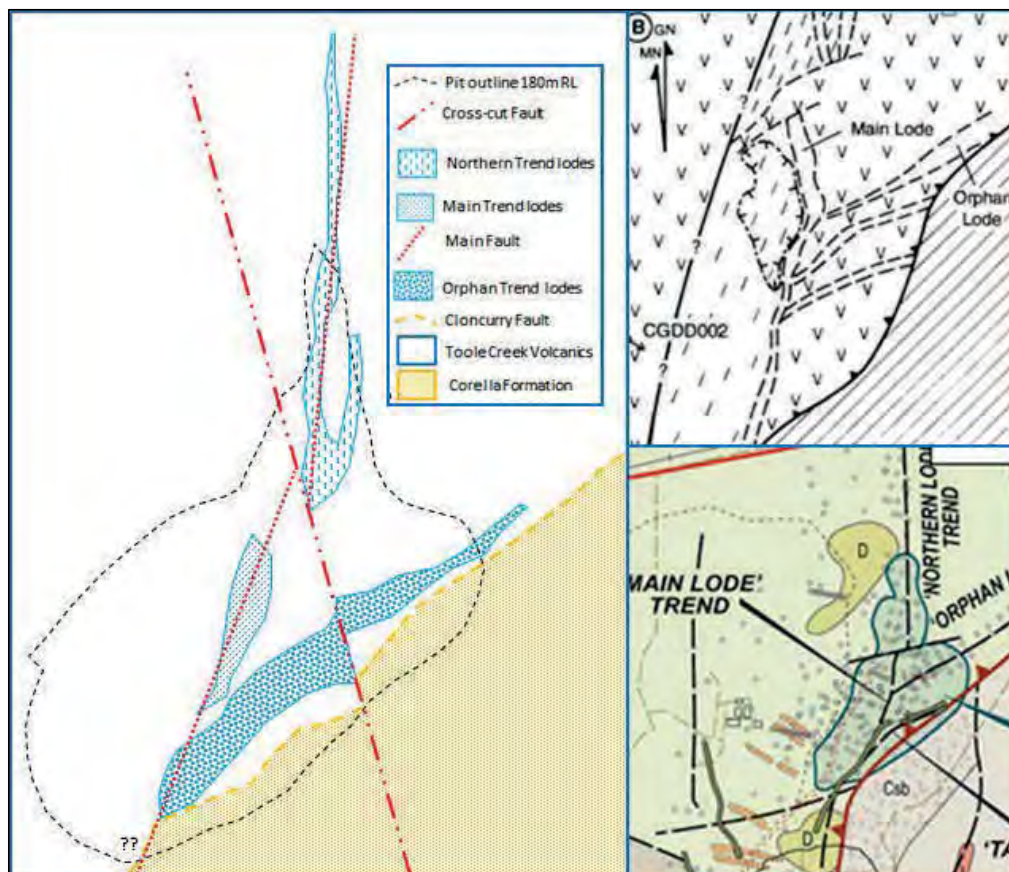 Pit outline 180m RL
Cross-cut Fault
Northern Trend lodes
Main Trend lodes
Main Fault
Orphan Trend lodes
Cloncurry Fault
Toole Creek Volcanics
Corella Formation
??
B
GN
MN
Main Lode
Orphan
Lode
CGDD002
?
?
?
'NORTHERN LODE
TREND
D
MAIN LODE'
TREND
'ORPHAN
Csb
D
'TA